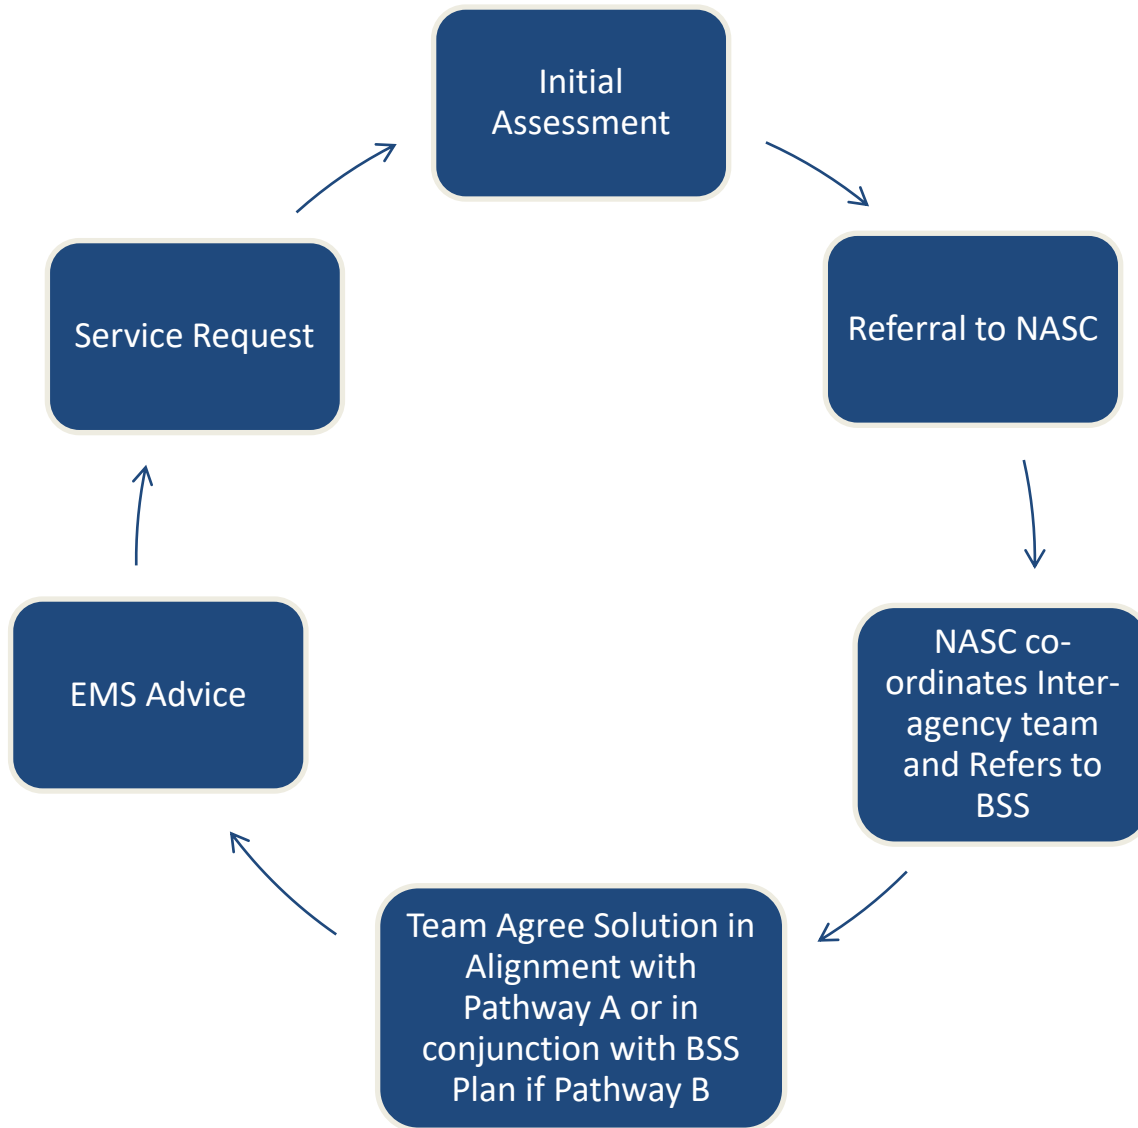 Initial
Assessment
Referral to NASC
NASC co-
ordinates Inter-
agency team
and Refers to
BSS
Team Agree Solution in
Alignment with
Pathway A or in
conjunction with BSS
Plan if Pathway B
EMS Advice
Service Request